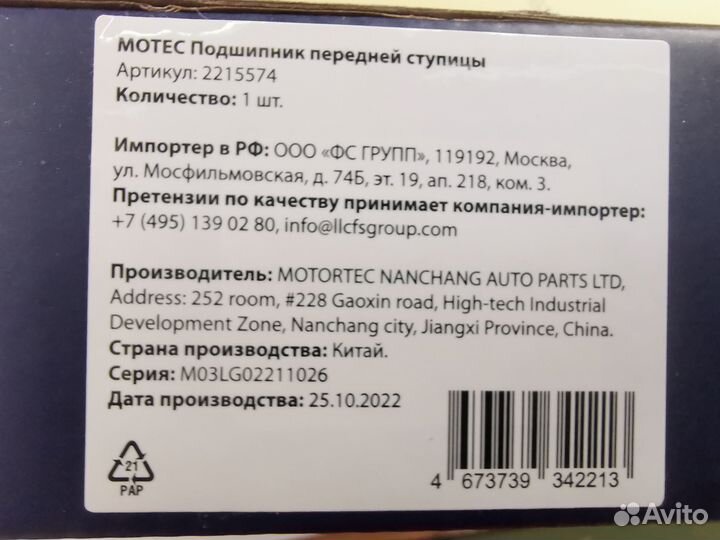 MOTEC Подшипник передней ступицы
Артикул: 2215574
Количество: 1 шт.
Импортер в РФ: ООО «ФС ГРУПП», 119192, Москва,
ул. Мосфильмовская, д. 74Б, эт. 19, ап. 218, ком. 3.
Претензии по качеству принимает компания-импортер:
+7 (495) 139 02 80, info@llcfsgroup.com
Производитель: MOTORTEC NANCHANG AUTO PARTS LTD,
Address: 252 room, #228 Gaoxin road, High-tech Industrial
Development Zone, Nanchang city, Jiangxi Province, China.
Страна производства: Китай.
Серия: M03LG02211026
Дата производства: 25.10.2022
21
PAP
4 673739 342213
Avito